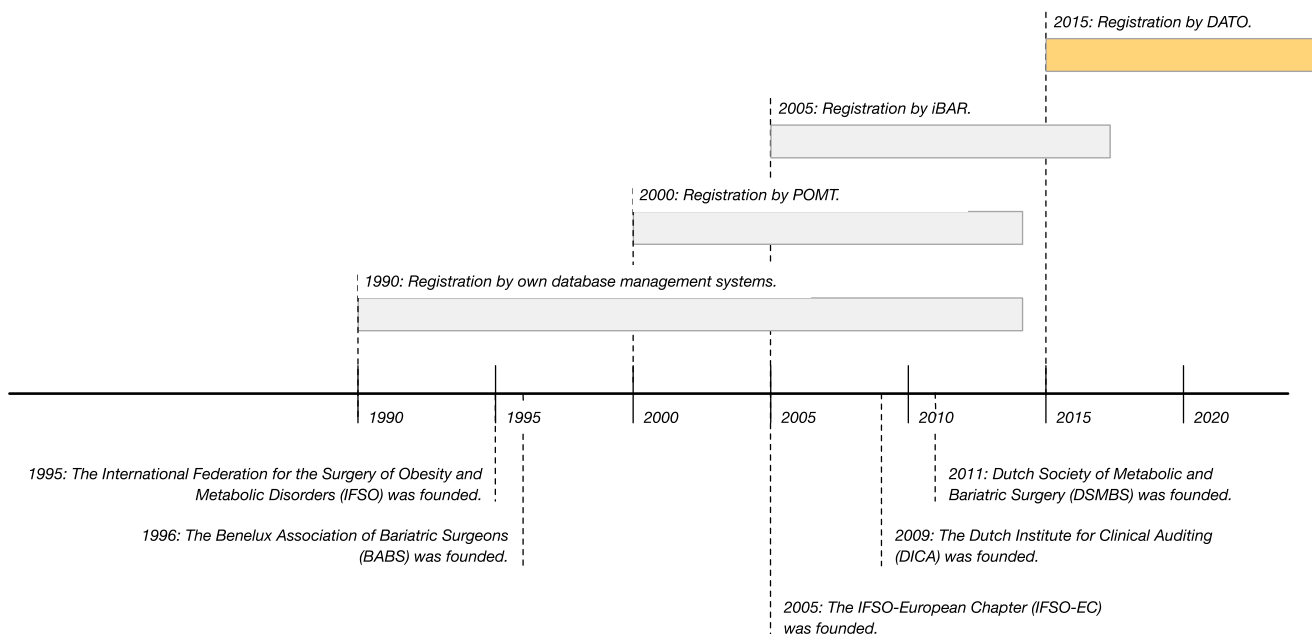 2015: Registration by DATO.
2005: Registration by iBAR.
2000: Registration by POMT.
1990: Registration by own database management systems.
1990
1995
2000
2005
2010
2015
2020
1995: The International Federation for the Surgery of Obesity and
Metabolic Disorders (IFSO) was founded.
2011: Dutch Society of Metabolic and
Bariatric Surgery (DSMBS) was founded.
1996: The Benelux Association of Bariatric Surgeons
(BABS) was founded.
2009: The Dutch Institute for Clinical Auditing
(DICA) was founded.
2005: The IFSO-European Chapter (IFSO-EC)
was founded.